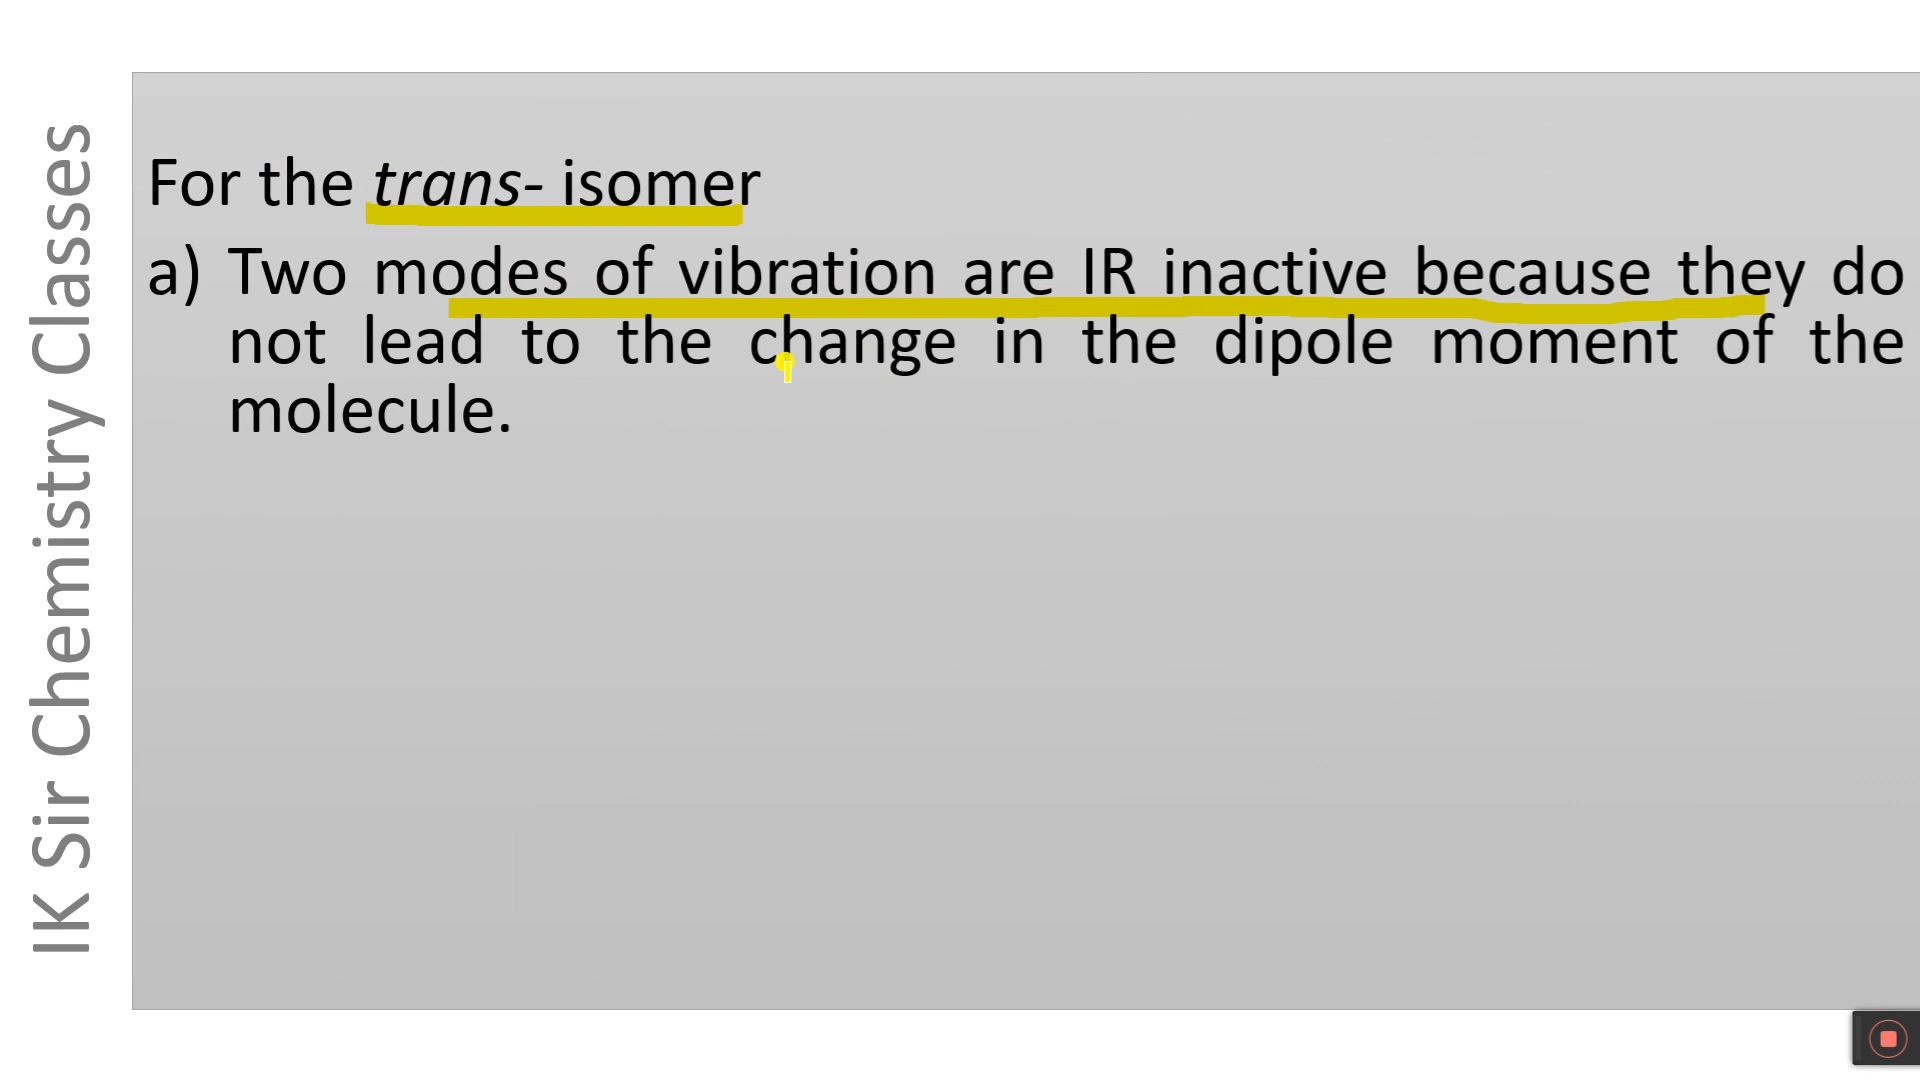 IK Sir Chemistry Classes
For the trans- isomer
a) Two modes of vibration are IR inactive because they do
not lead to the change in the dipole moment of the
molecule.